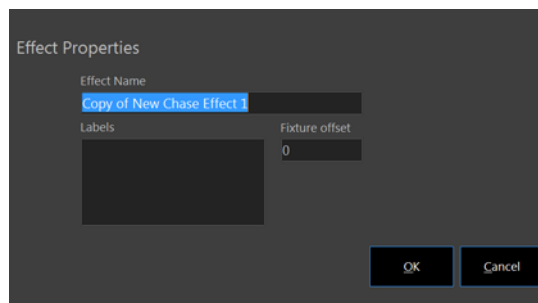 Effect Properties
Effect Name
Copy of New Chase Effect 1
Labels
Fixture offset
0
OK
Cancel